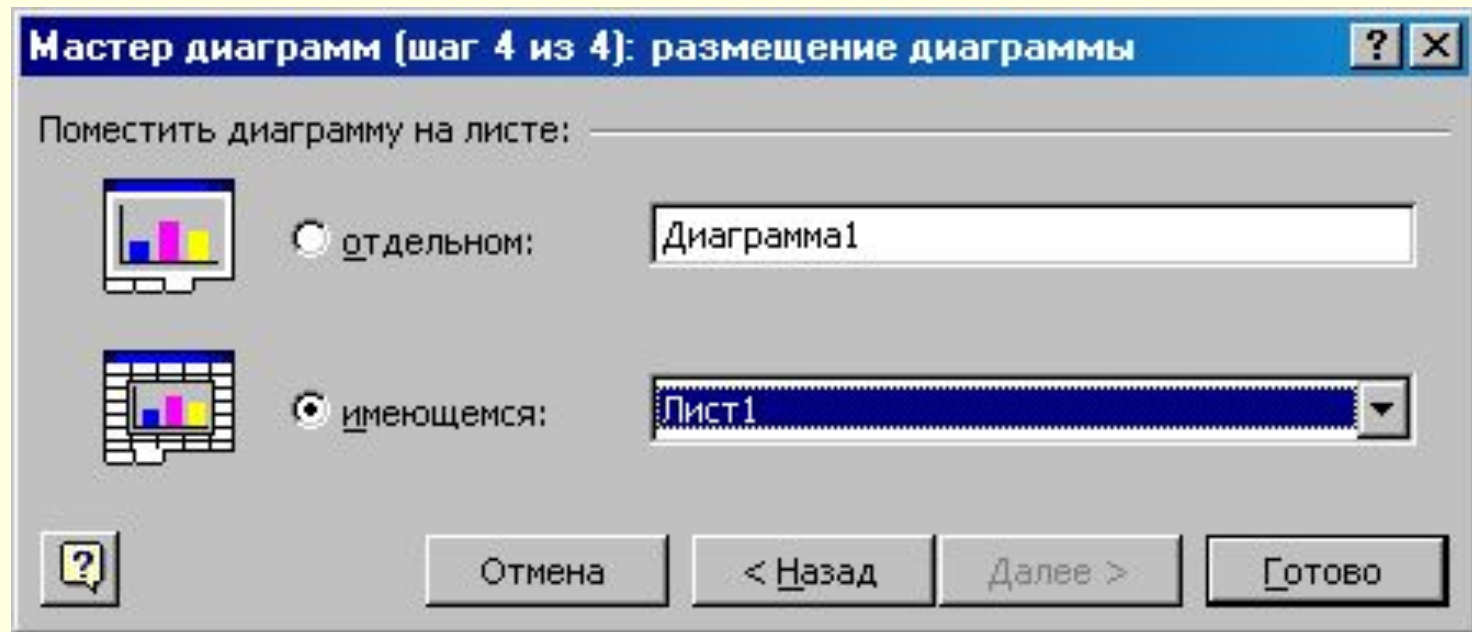 Мастер диаграмм (шаг 4 из 4): размещение диаграммы
Поместить диаграмму на листе:
отдельном: Диаграмма1
имеющемся: Лист1
Отмена < Назад Далее > Готово